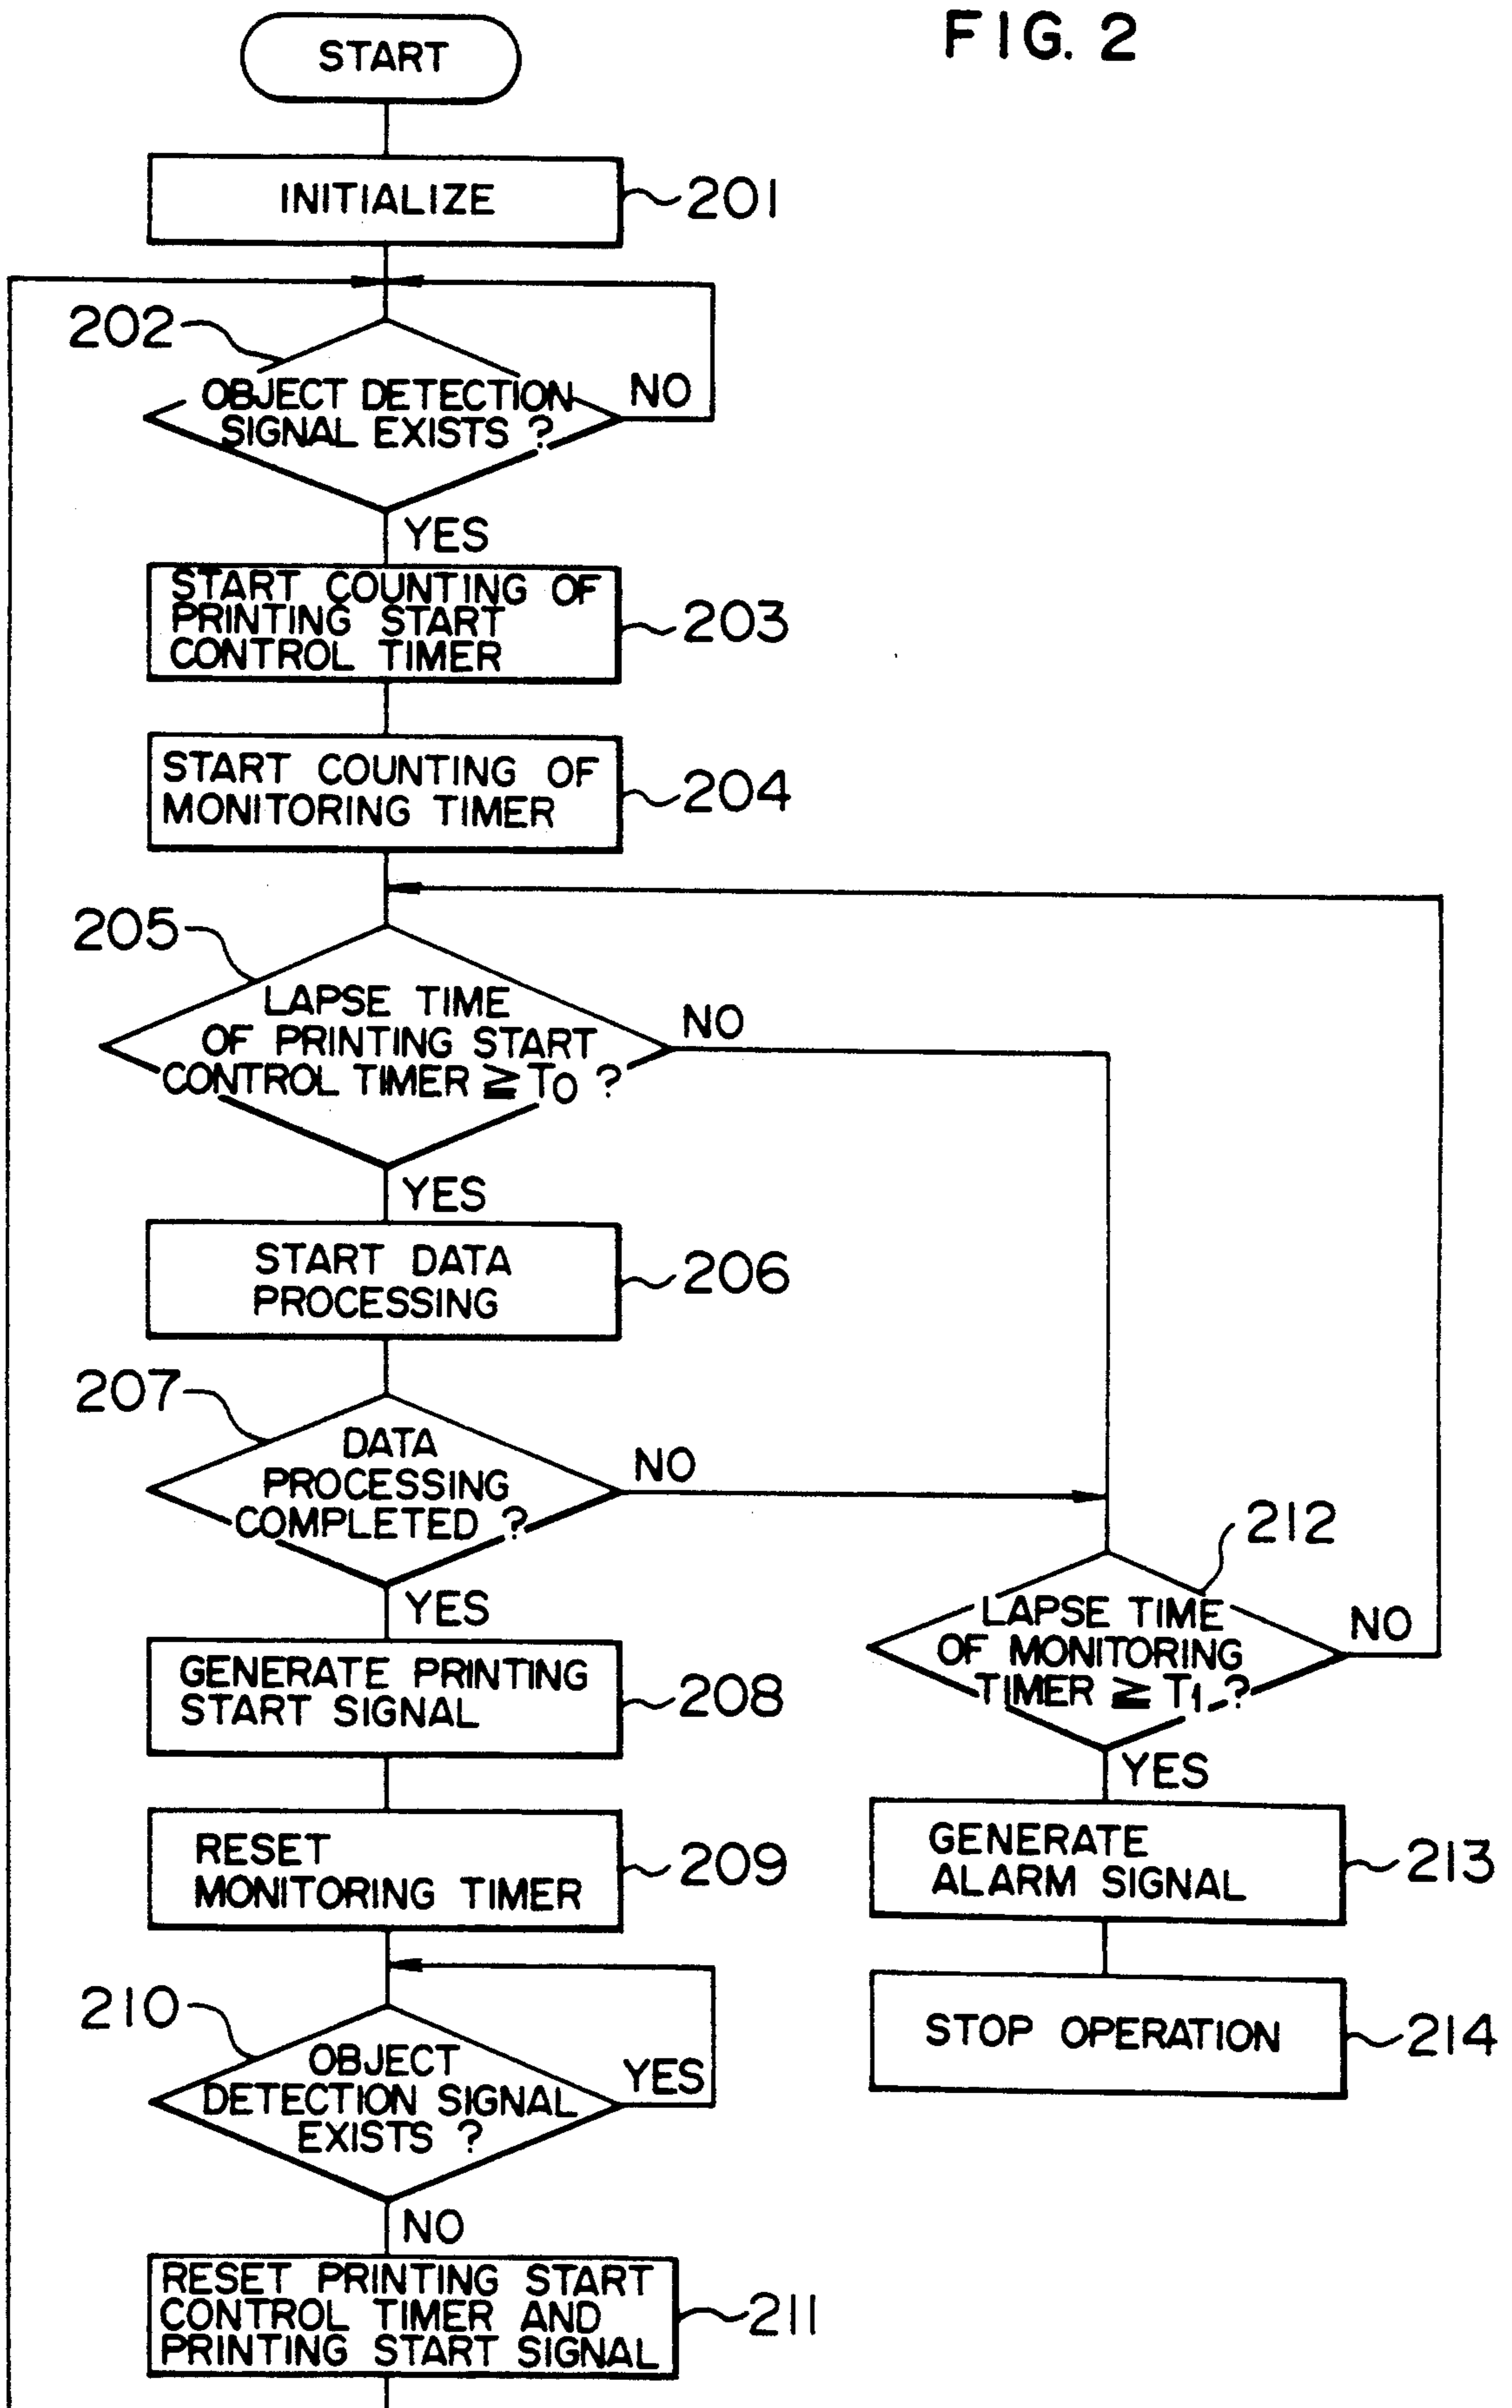 FIG. 2
START
INITIALIZE
201
202
OBJECT DETECTION
SIGNAL EXISTS ?
NO
YES
START COUNTING OF
PRINTING START
CONTROL TIMER
203
START COUNTING OF
MONITORING TIMER
204
205
LAPSE TIME
OF PRINTING START
CONTROL TIMER ≧ T0 ?
NO
YES
START DATA
PROCESSING
206
207
DATA
PROCESSING
COMPLETED ?
NO
YES
GENERATE PRINTING
START SIGNAL
208
RESET
MONITORING TIMER
209
210
OBJECT
DETECTION SIGNAL
EXISTS ?
YES
NO
RESET PRINTING START
CONTROL TIMER AND
PRINTING START SIGNAL
211
212
LAPSE TIME
OF MONITORING
TIMER ≧ T1 ?
NO
YES
GENERATE
ALARM SIGNAL
213
STOP OPERATION
214